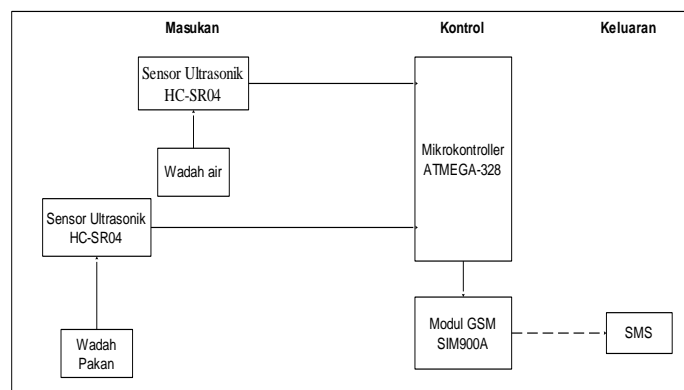 Masukan
Kontrol
Keluaran
Sensor Ultrasonik
HC-SR04
Mikrokontroller
ATMEGA-328
Wadah air
Sensor Ultrasonik
HC-SR04
Modul GSM
SIM900A
SMS
Wadah
Pakan